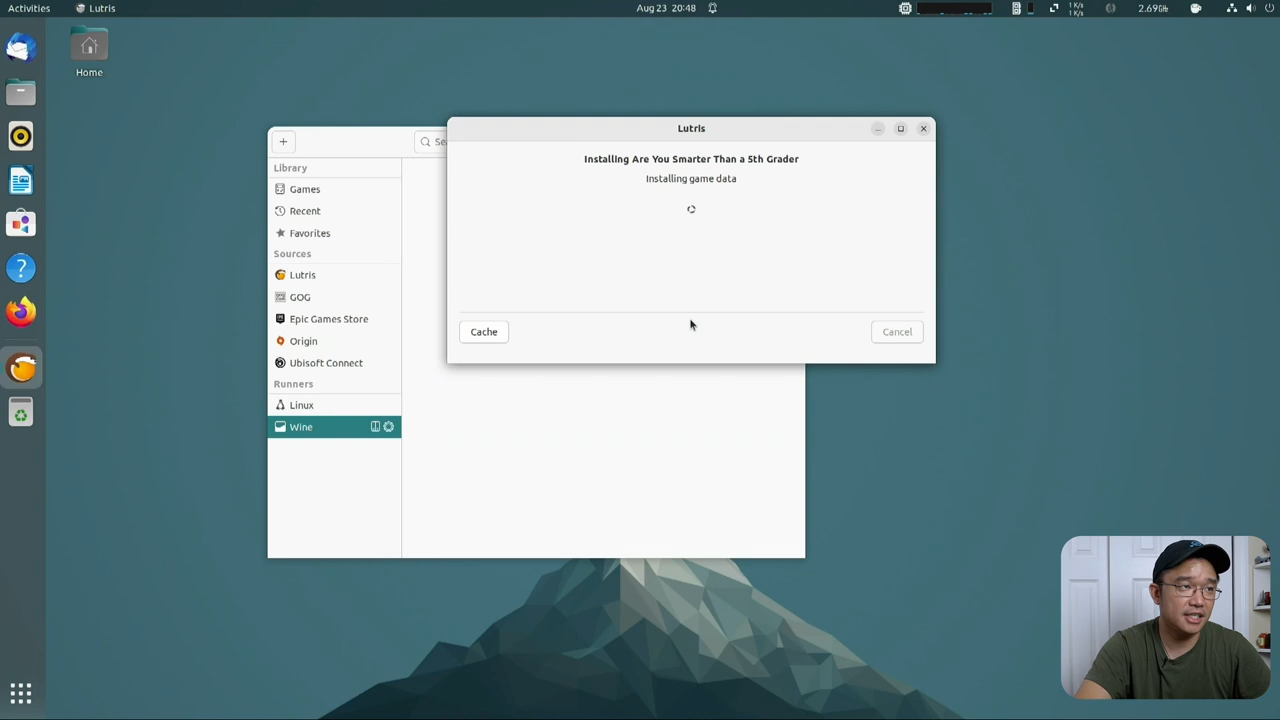 Activities
Lutris
Aug 23 20:48
1 K/s
1 K/s
Home
Lutris
Installing Are You Smarter Than a 5th Grader
Installing game data
Cache
Cancel
Library
Games
Recent
Favorites
Sources
Lutris
GOG
Epic Games Store
Origin
Ubisoft Connect
Runners
Linux
Wine